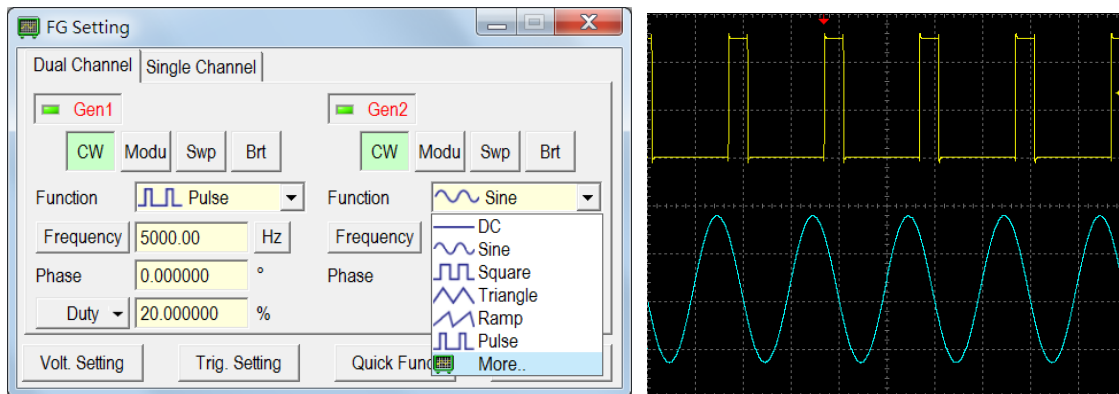 FG Setting
Dual Channel Single Channel
Gen1 Gen2
CW Modu Swp Brt CW Modu Swp Brt
Function Pulse Function Sine
DC
Frequency 5000.00 Hz Frequency
Sine
Square
Phase 0.000000 ° Phase
Triangle
Duty 20.000000 %
Ramp
Pulse
Volt. Setting Trig. Setting Quick Func More..